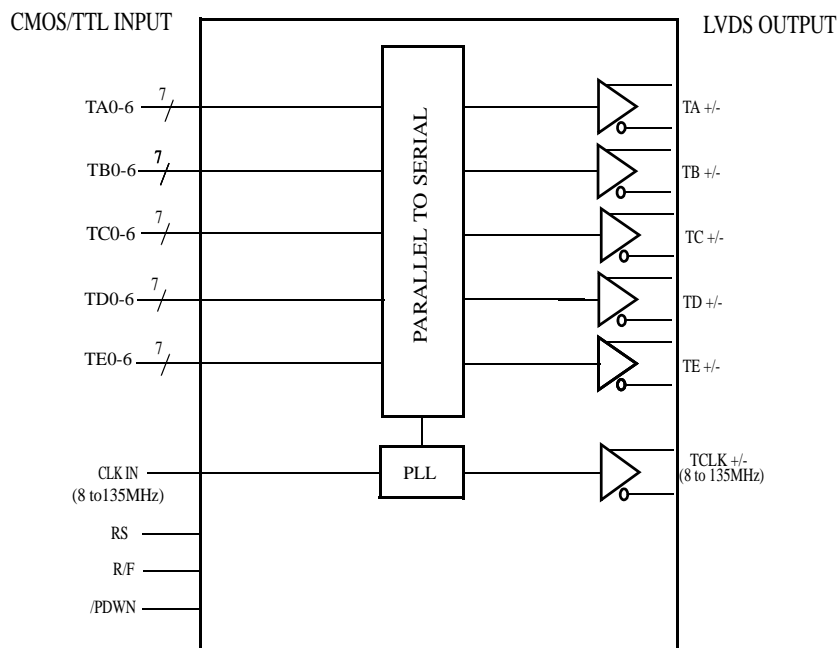 CMOS/TTL INPUT
LVDS OUTPUT
7
TA0-6
TA +/-
7
TB0-6
TB +/-
7
TC0-6
TC +/-
7
TD0-6
TD +/-
7
TE0-6
TE +/-
PARALLEL TO SERIAL
CLK IN
(8 to135MHz)
PLL
TCLK +/-
(8 to 135MHz)
RS
R/F
/PDWN